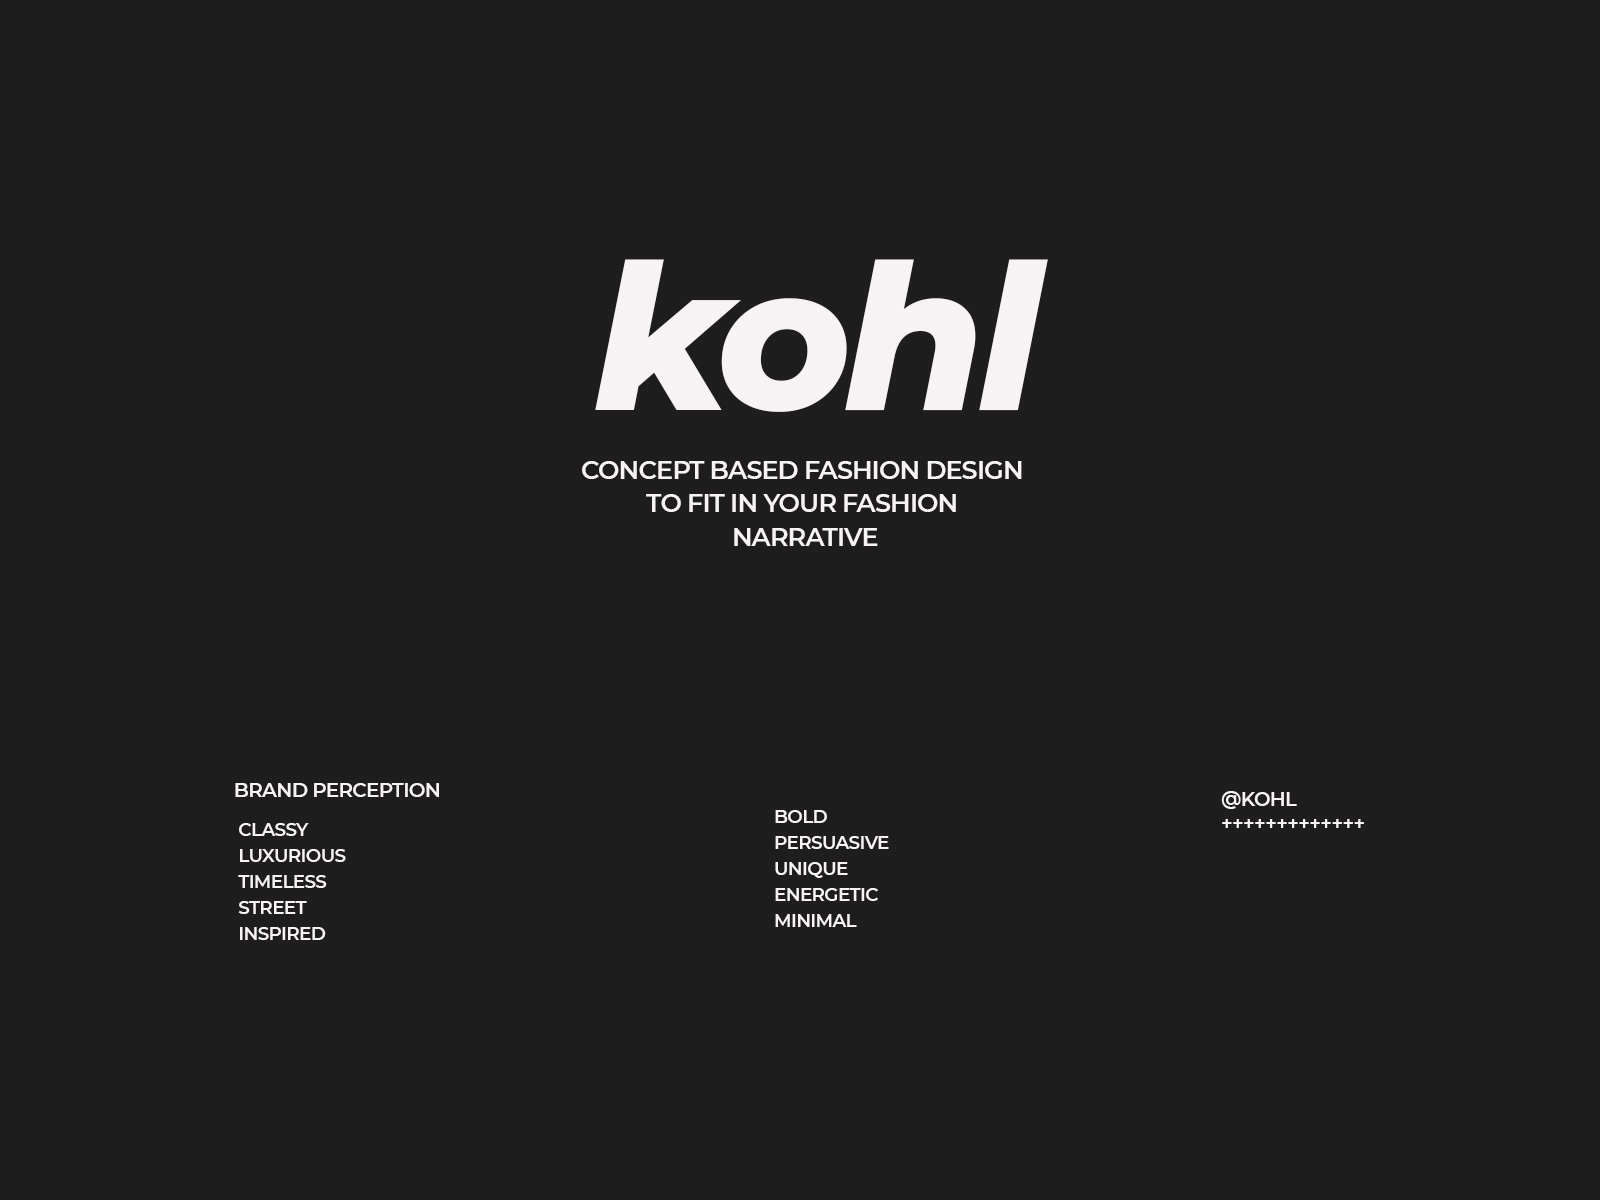 kohl
CONCEPT BASED FASHION DESIGN
TO FIT IN YOUR FASHION
NARRATIVE
BRAND PERCEPTION
CLASSY
LUXURIOUS
TIMELESS
STREET
INSPIRED
BOLD
PERSUASIVE
UNIQUE
ENERGETIC
MINIMAL
@KOHL
+++++++++++++